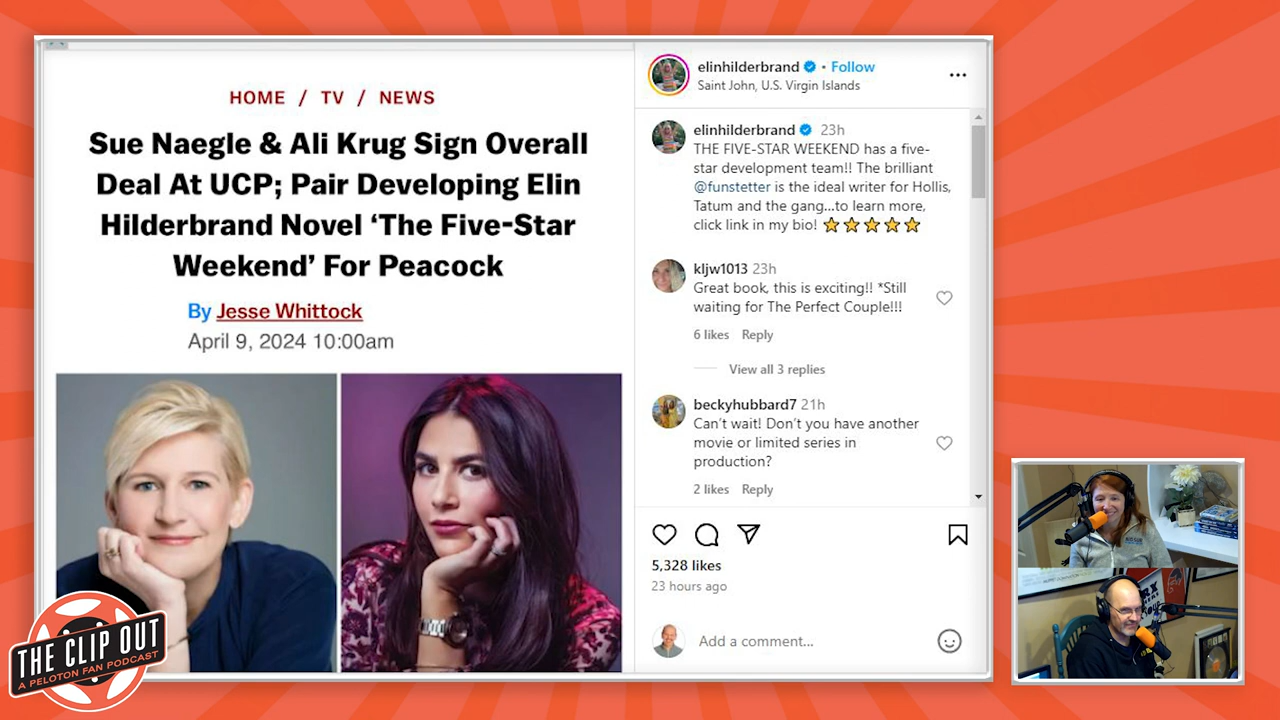 HOME / TV / NEWS
Sue Naegle & Ali Krug Sign Overall
Deal At UCP; Pair Developing Elin
Hilderbrand Novel ‘The Five-Star
Weekend’ For Peacock
By Jesse Whittock
April 9, 2024 10:00am
elinhilderbrand • Follow
Saint John, U.S. Virgin Islands
elinhilderbrand 23h
THE FIVE-STAR WEEKEND has a five-
star development team!! The brilliant
@funstetter is the ideal writer for Hollis,
Tatum and the gang...to learn more,
click link in my bio! ⭐⭐⭐⭐⭐
kljw1013 23h
Great book, this is exciting!! *Still
waiting for The Perfect Couple!!!
6 likes Reply
View all 3 replies
beckyhubbard7 21h
Can’t wait! Don’t you have another
movie or limited series in
production?
2 likes Reply
5,328 likes
23 hours ago
Add a comment...
THE CLIP OUT
A PELOTON FAN PODCAST